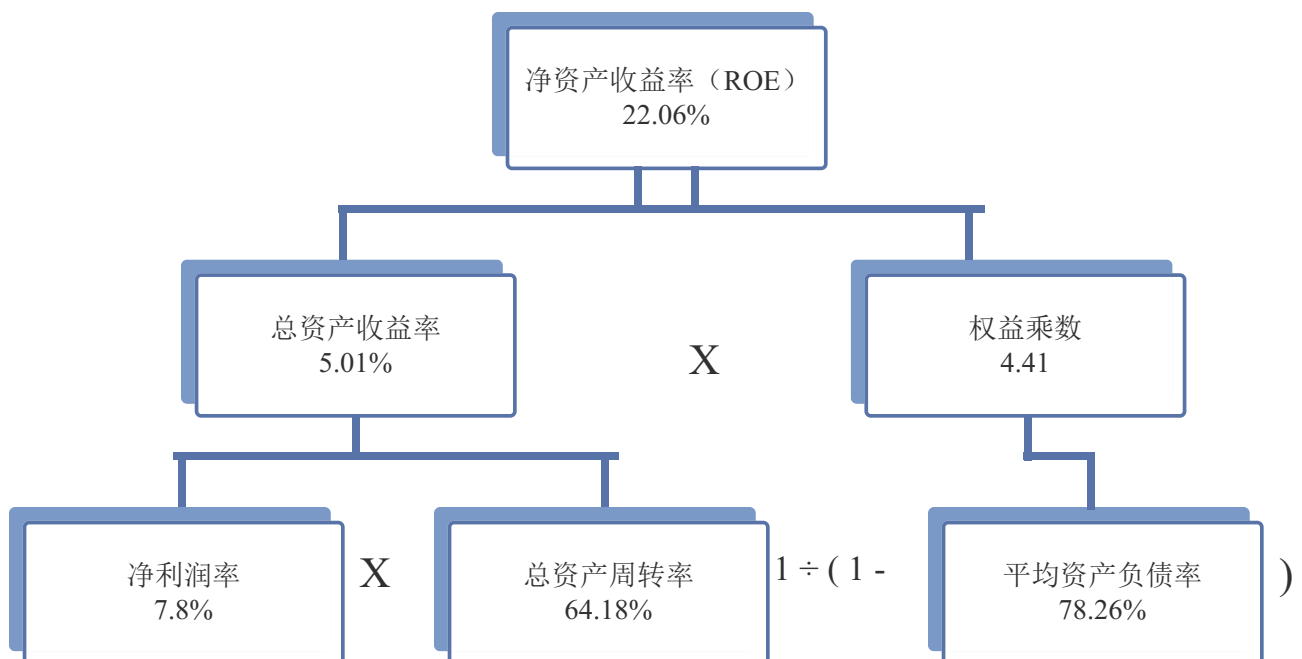 净资产收益率（ROE）
22.06%
总资产收益率
5.01%
X
权益乘数
4.41
净利润率
7.8%
X
总资产周转率
64.18%
1 ÷ ( 1 -
平均资产负债率
78.26%
)